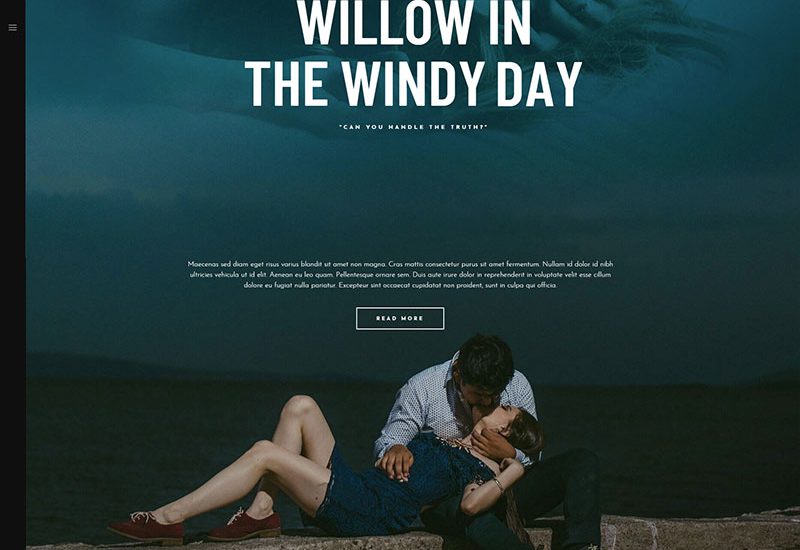 WILLOW IN
THE WINDY DAY
"CAN YOU HANDLE THE TRUTH?"
Maecenas sed diam eget risus varius blandit sit amet non magna. Cras mattis consectetur purus sit amet fermentum. Nullam id dolor id nibh
ultricies vehicula ut id elit. Aenean eu leo quam. Pellentesque ornare sem. Duis aute irure dolor in reprehenderit in voluptate velit esse cillum
dolore eu fugiat nulla pariatur. Excepteur sint occaecat cupidatat non proident, sunt in culpa qui officia.
READ MORE